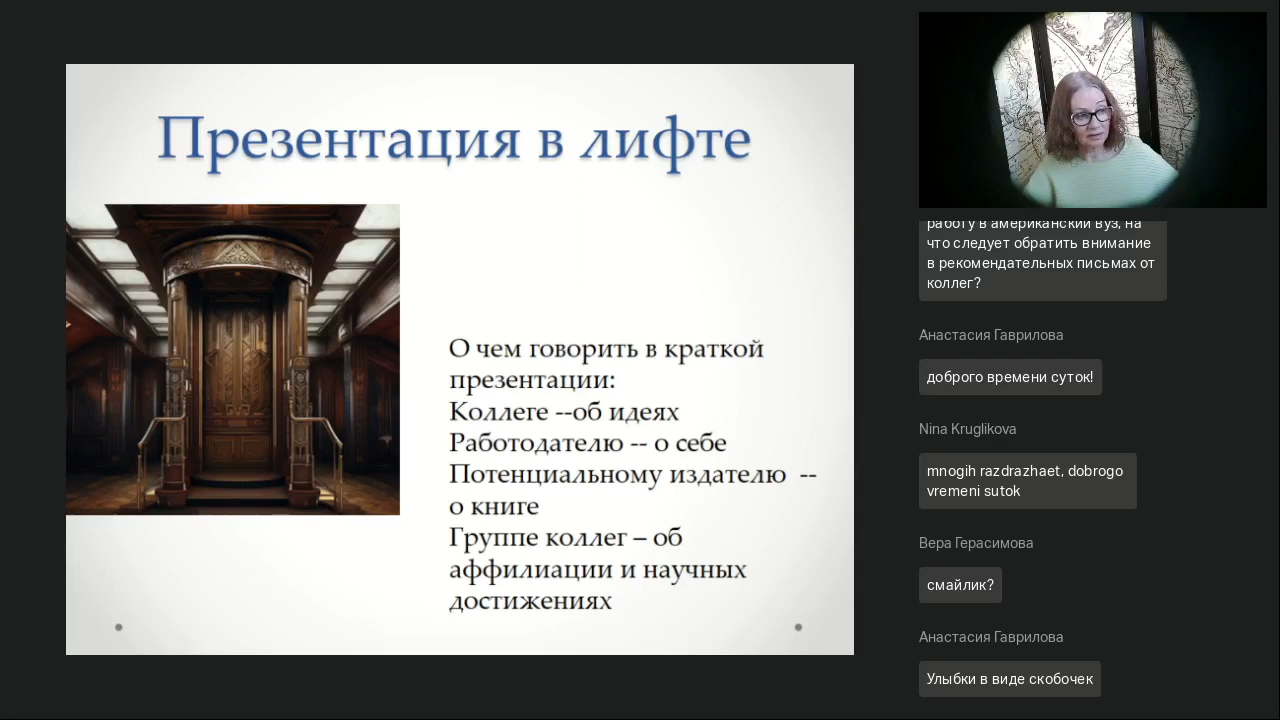 Презентация в лифте
О чем говорить в краткой
презентации:
Коллеге --об идеях
Работодателю -- о себе
Потенциальному издателю --
о книге
Группе коллег – об
аффилиации и научных
достижениях
работу в американский вуз, на
что следует обратить внимание
в рекомендательных письмах от
коллег?
Анастасия Гаврилова
доброго времени суток!
Nina Kruglikova
mnogih razdrazhaet, dobrogo
vremeni sutok
Вера Герасимова
смайлик?
Анастасия Гаврилова
Улыбки в виде скобочек